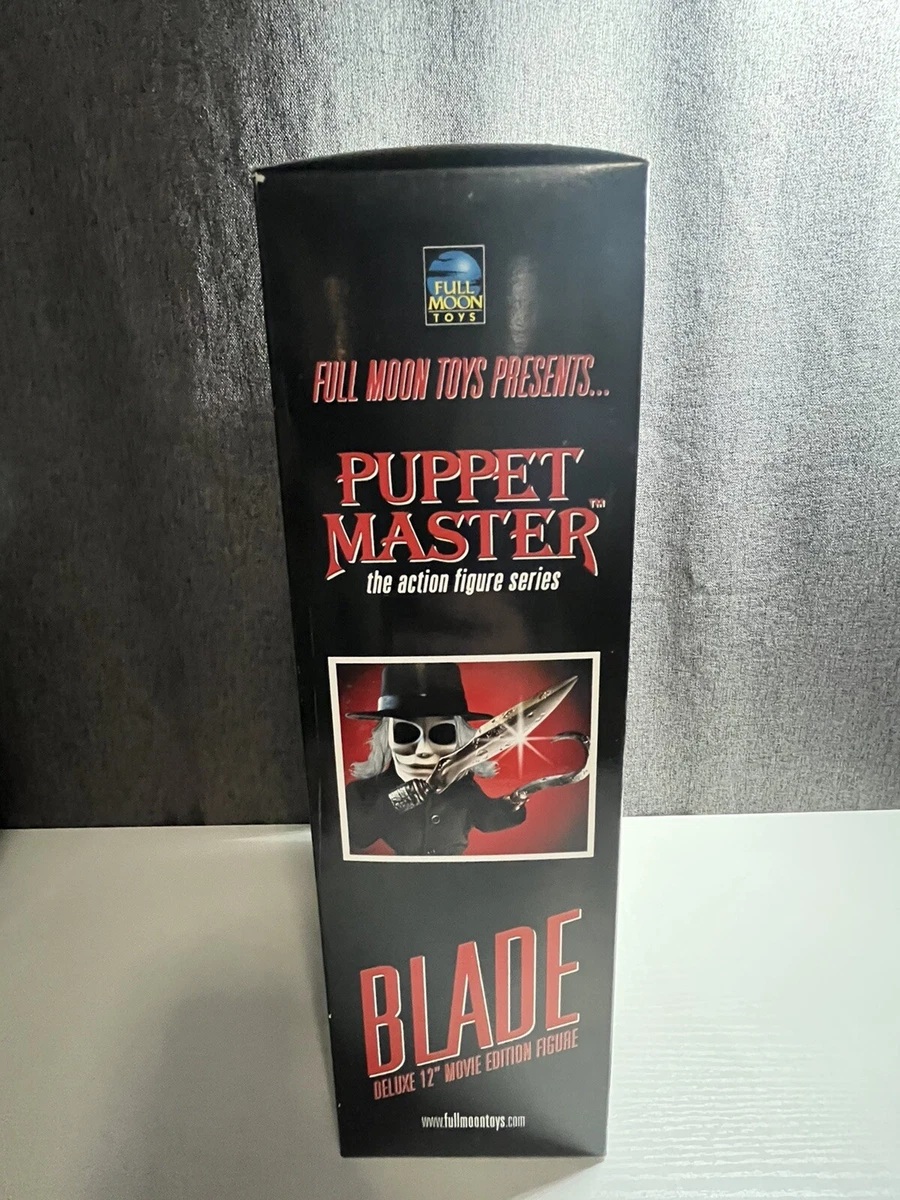 FULL
MOON
TOYS
FULL MOON TOYS PRESENTS...
PUPPET
MASTER™
the action figure series
BLADE
DELUXE 12" MOVIE EDITION FIGURE
www.fullmoontoys.com